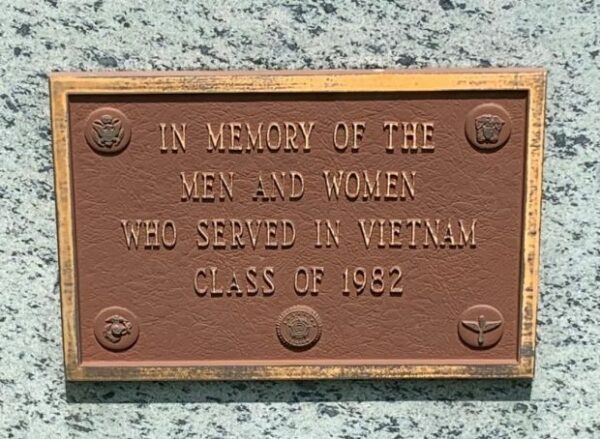 IN MEMORY OF THE
MEN AND WOMEN
WHO SERVED IN VIETNAM
CLASS OF 1982